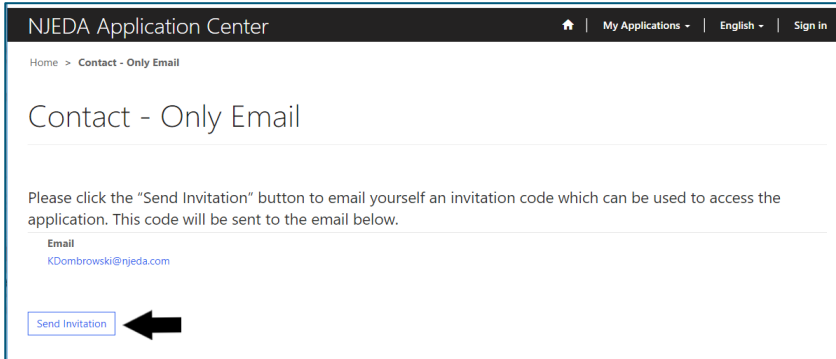 NJEDA Application Center
My Applications
English
Sign in
Home > Contact - Only Email
Contact - Only Email
Please click the “Send Invitation” button to email yourself an invitation code which can be used to access the
application. This code will be sent to the email below.
Email
KDombrowski@njeda.com
Send Invitation